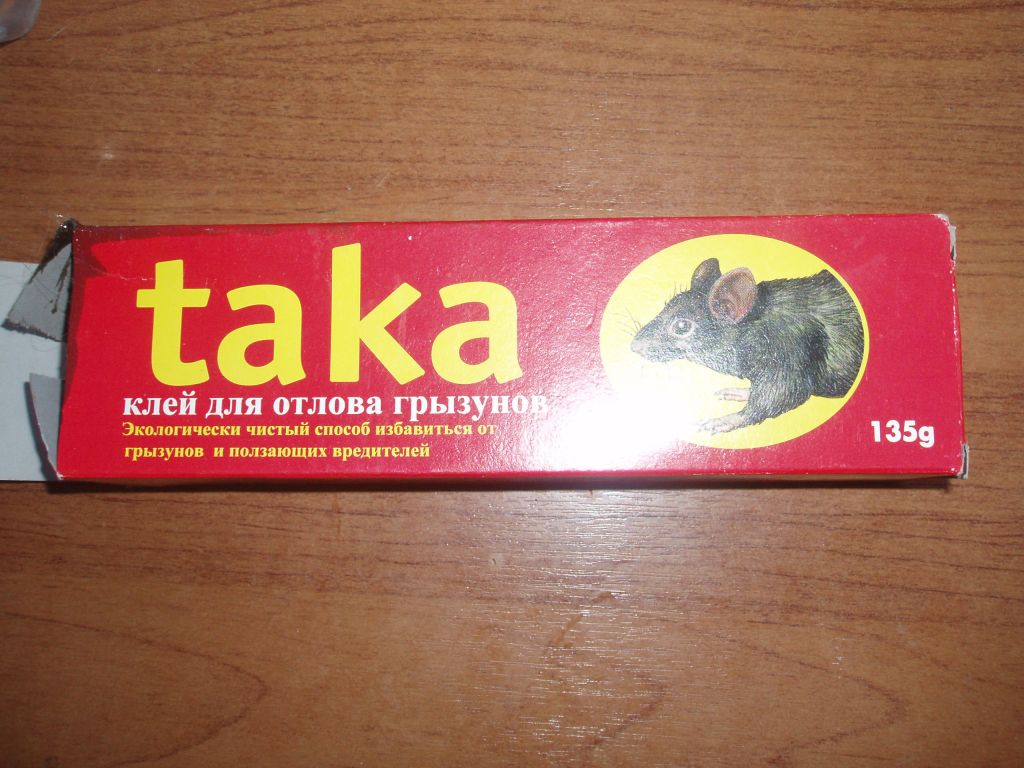 taka
клей для отлова грызунов
Экологически чистый способ избавиться от
грызунов и ползающих вредителей
135g